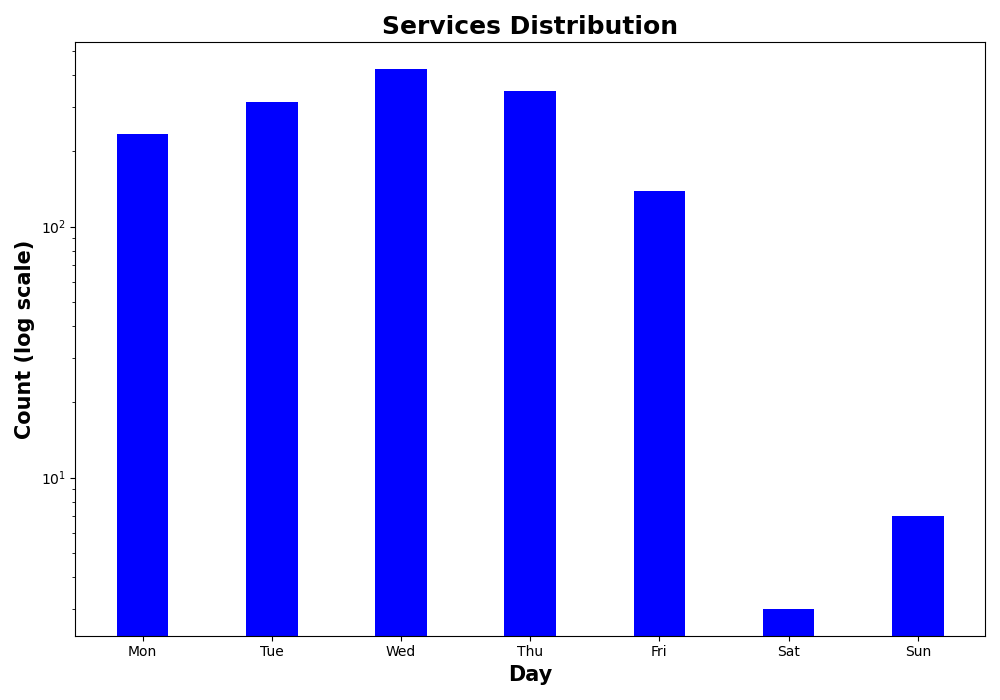 Services Distribution
Count (log scale)
10²
10¹
Mon Tue Wed Thu Fri Sat Sun
Day